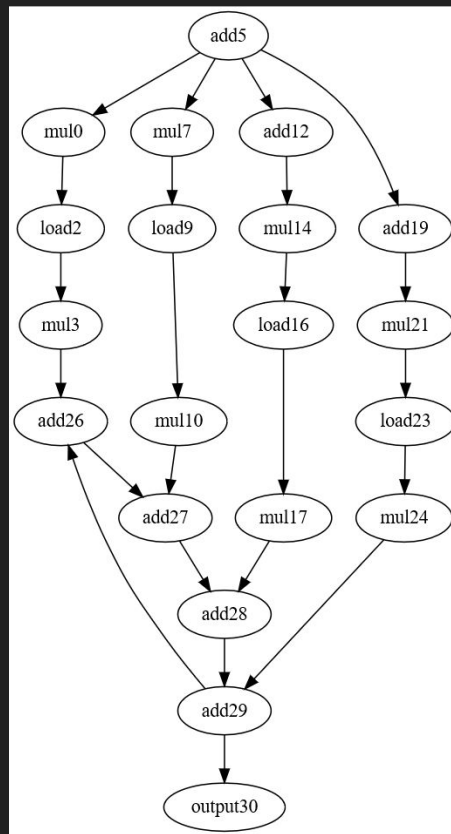 add5
mul0
mul7
add12
load2
load9
mul14
add19
mul3
load16
mul21
add26
mul10
load23
add27
mul17
mul24
add28
add29
output30